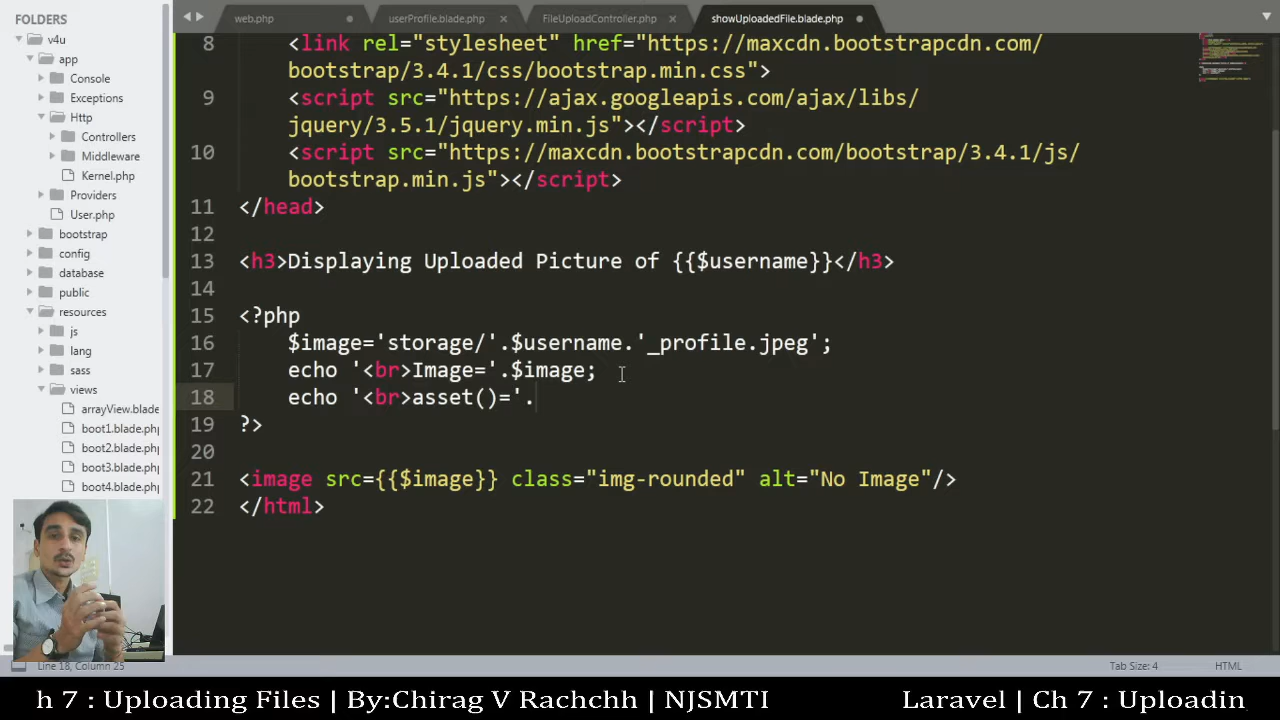 FOLDERS
v4u
app
Console
Exceptions
Http
Controllers
Middleware
Kernel.php
Providers
User.php
bootstrap
config
database
public
resources
js
lang
sass
views
arrayView.blade
boot1.blade.ph
boot2.blade.ph
boot3.blade.ph
boot4.blade.ph
web.php
userProfile.blade.php
FileUploadController.php
showUploadedFile.blade.php
8 <link rel="stylesheet" href="https://maxcdn.bootstrapcdn.com/
bootstrap/3.4.1/css/bootstrap.min.css">
9 <script src="https://ajax.googleapis.com/ajax/libs/
jquery/3.5.1/jquery.min.js"></script>
10 <script src="https://maxcdn.bootstrapcdn.com/bootstrap/3.4.1/js/
bootstrap.min.js"></script>
11 </head>
12
13 <h3>Displaying Uploaded Picture of {{$username}}</h3>
14
15 <?php
16 $image='storage/'.$username.'_profile.jpeg';
17 echo '<br>Image='.$image;
18 echo '<br>asset()='.
19 ?>
20
21 <image src={{$image}} class="img-rounded" alt="No Image"/>
22 </html>
Line 18, Column 25
Tab Size: 4
HTML
h 7 : Uploading Files | By:Chirag V Rachchh | NJSMTI
Laravel | Ch 7 : Uploadin